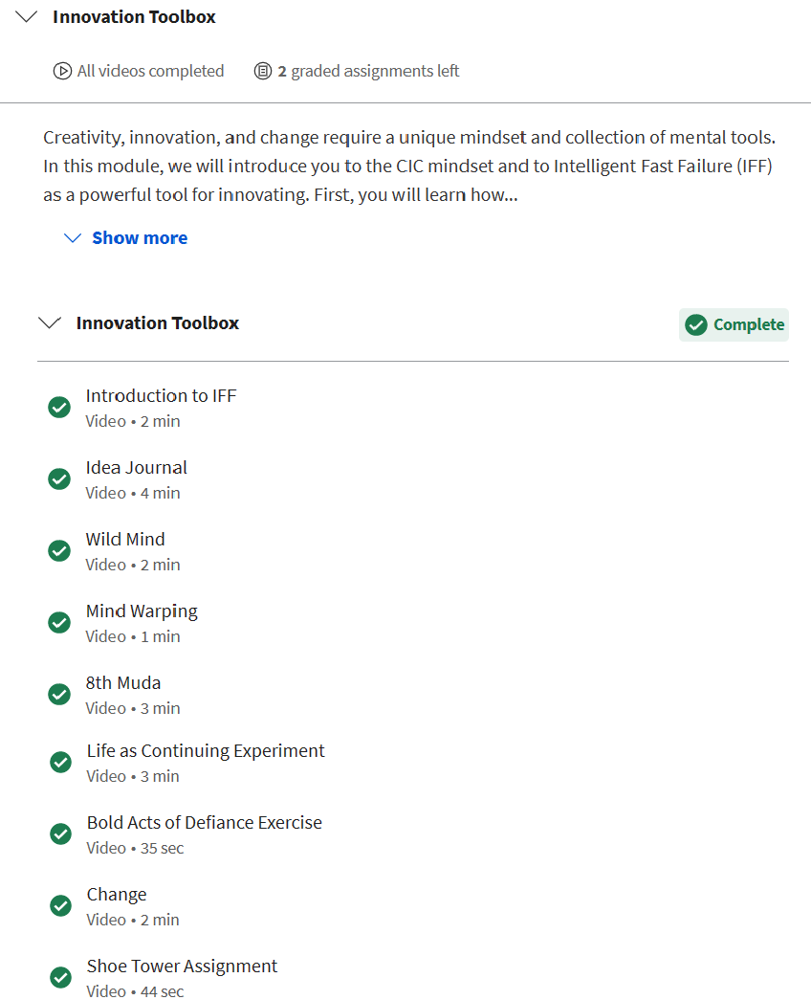 Innovation Toolbox
All videos completed 2 graded assignments left
Creativity, innovation, and change require a unique mindset and collection of mental tools.
In this module, we will introduce you to the CIC mindset and to Intelligent Fast Failure (IFF)
as a powerful tool for innovating. First, you will learn how...
Show more
Innovation Toolbox Complete
Introduction to IFF
Video • 2 min
Idea Journal
Video • 4 min
Wild Mind
Video • 2 min
Mind Warping
Video • 1 min
8th Muda
Video • 3 min
Life as Continuing Experiment
Video • 3 min
Bold Acts of Defiance Exercise
Video • 35 sec
Change
Video • 2 min
Shoe Tower Assignment
Video • 44 sec